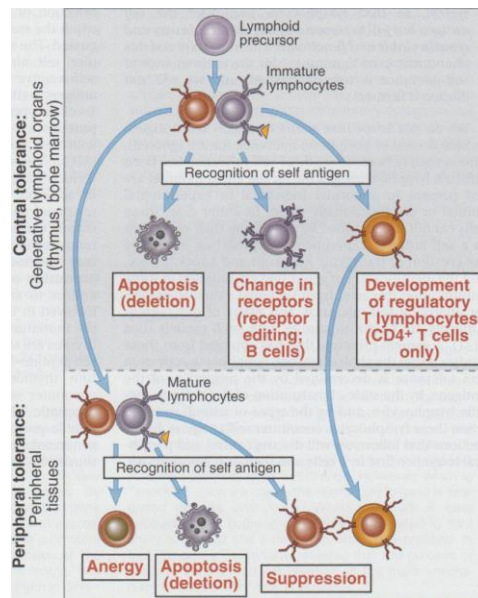 Lymphoid
precursor
Immature
lymphocytes
Central tolerance:
Generative lymphoid organs
(thymus, bone marrow)
Recognition of self antigen
Apoptosis
(deletion)
Change in
receptors
(receptor
editing;
B cells)
Development
of regulatory
T lymphocytes
(CD4+ T cells
only)
Peripheral tolerance:
Peripheral
tissues
Mature
lymphocytes
Recognition of self antigen
Anergy
Apoptosis
(deletion)
Suppression